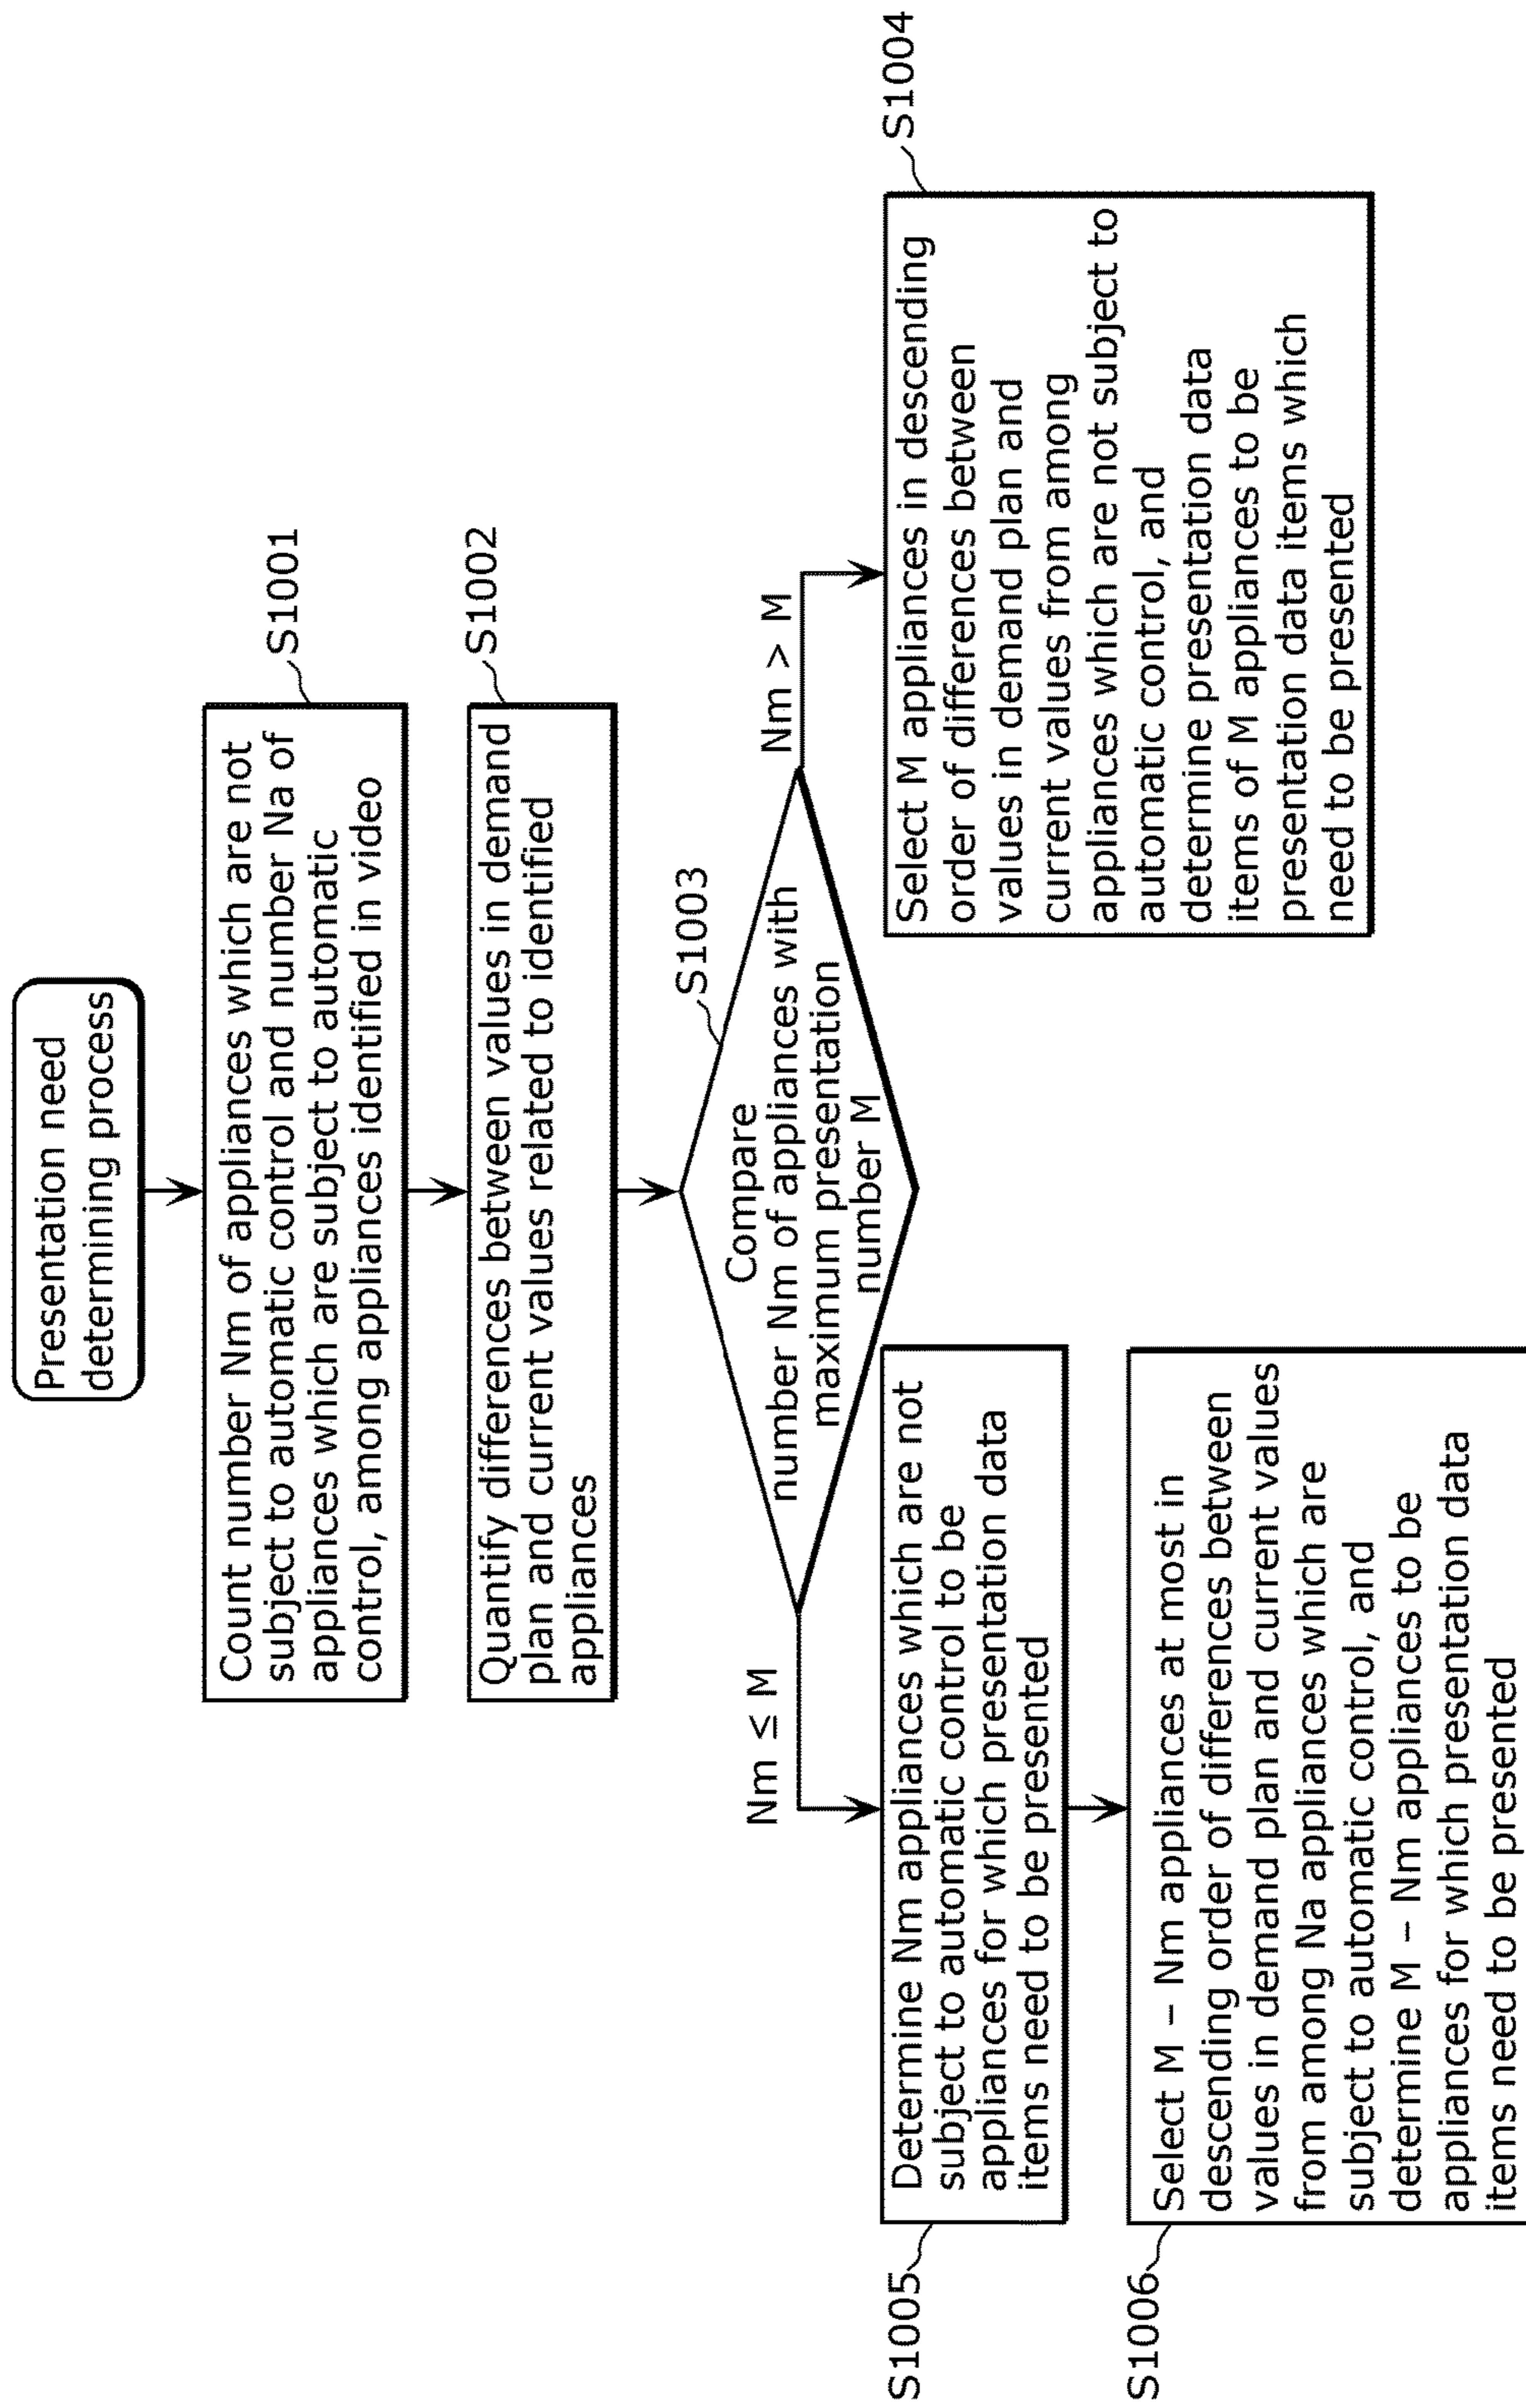 Presentation need
determining process
S1001
Count number Nm of appliances which are not
subject to automatic control and number Na of
appliances which are subject to automatic
control, among appliances identified in video
S1002
Quantify differences between values in demand
plan and current values related to identified
appliances
S1003
Compare
number Nm of appliances with
maximum presentation
number M
Nm ≤ M
Nm > M
S1004
Select M appliances in descending
order of differences between
values in demand plan and
current values from among
appliances which are not subject to
automatic control, and
determine presentation data
items of M appliances to be
presentation data items which
need to be presented
S1005
Determine Nm appliances which are not
subject to automatic control to be
appliances for which presentation data
items need to be presented
S1006
Select M – Nm appliances at most in
descending order of differences between
values in demand plan and current values
from among Na appliances which are
subject to automatic control, and
determine M – Nm appliances to be
appliances for which presentation data
items need to be presented